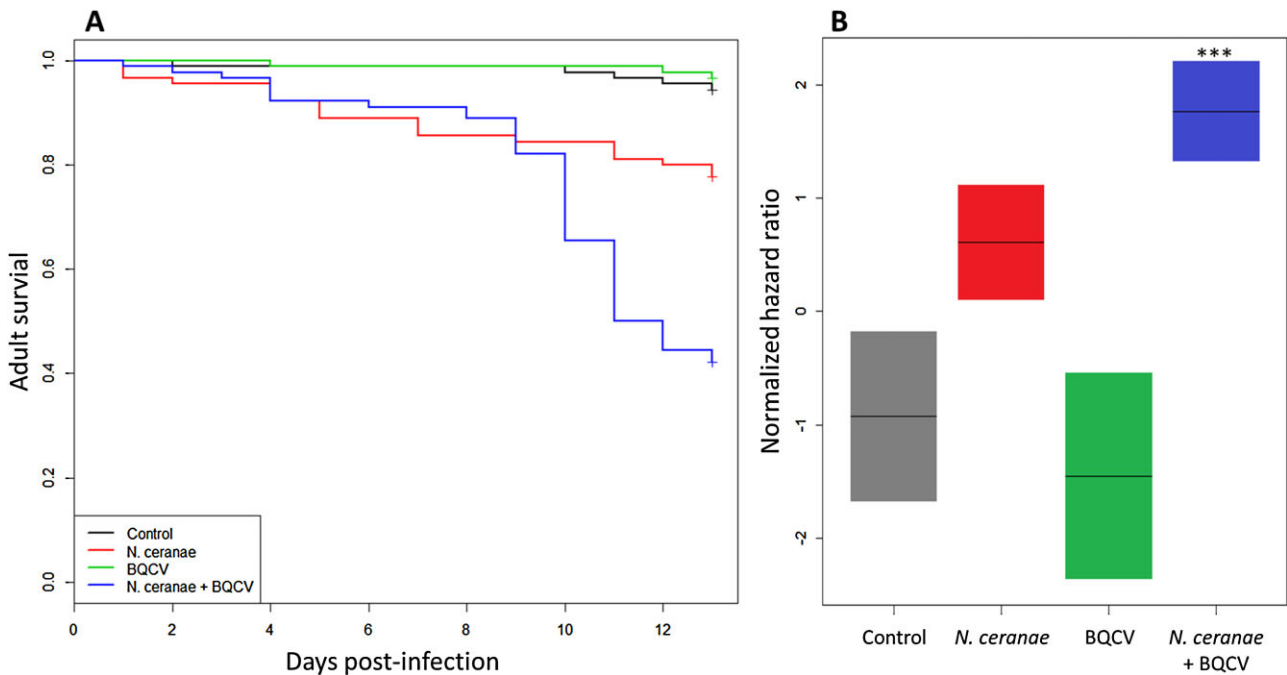 A
Adult survial
1.0
0.8
0.6
0.4
0.2
0.0
Control
N. ceranae
BQCV
N. ceranae + BQCV
0 2 4 6 8 10 12
Days post-infection
B
Normalized hazard ratio
2
1
0
-1
-2
***
Control N. ceranae BQCV N. ceranae
+ BQCV